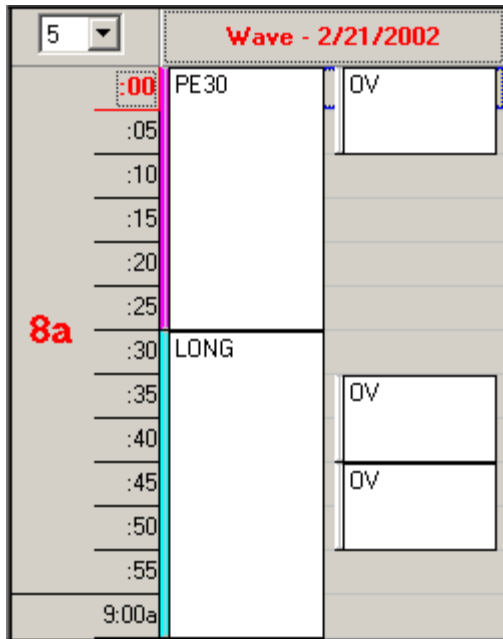 5 Wave - 2/21/2002
:00 PE30 OV
:05
:10
:15
:20
:25
8a
:30 LONG
:35 OV
:40
:45 OV
:50
:55
9:00a